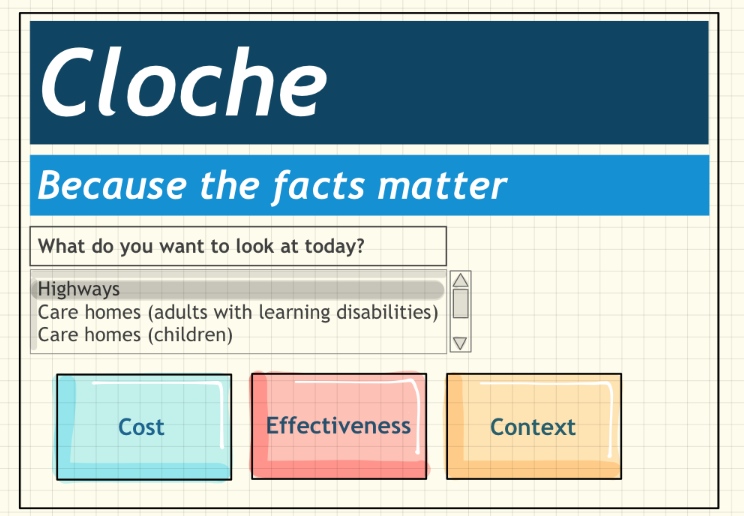 Cloche
Because the facts matter
What do you want to look at today?
Highways
Care homes (adults with learning disabilities)
Care homes (children)
Cost
Effectiveness
Context